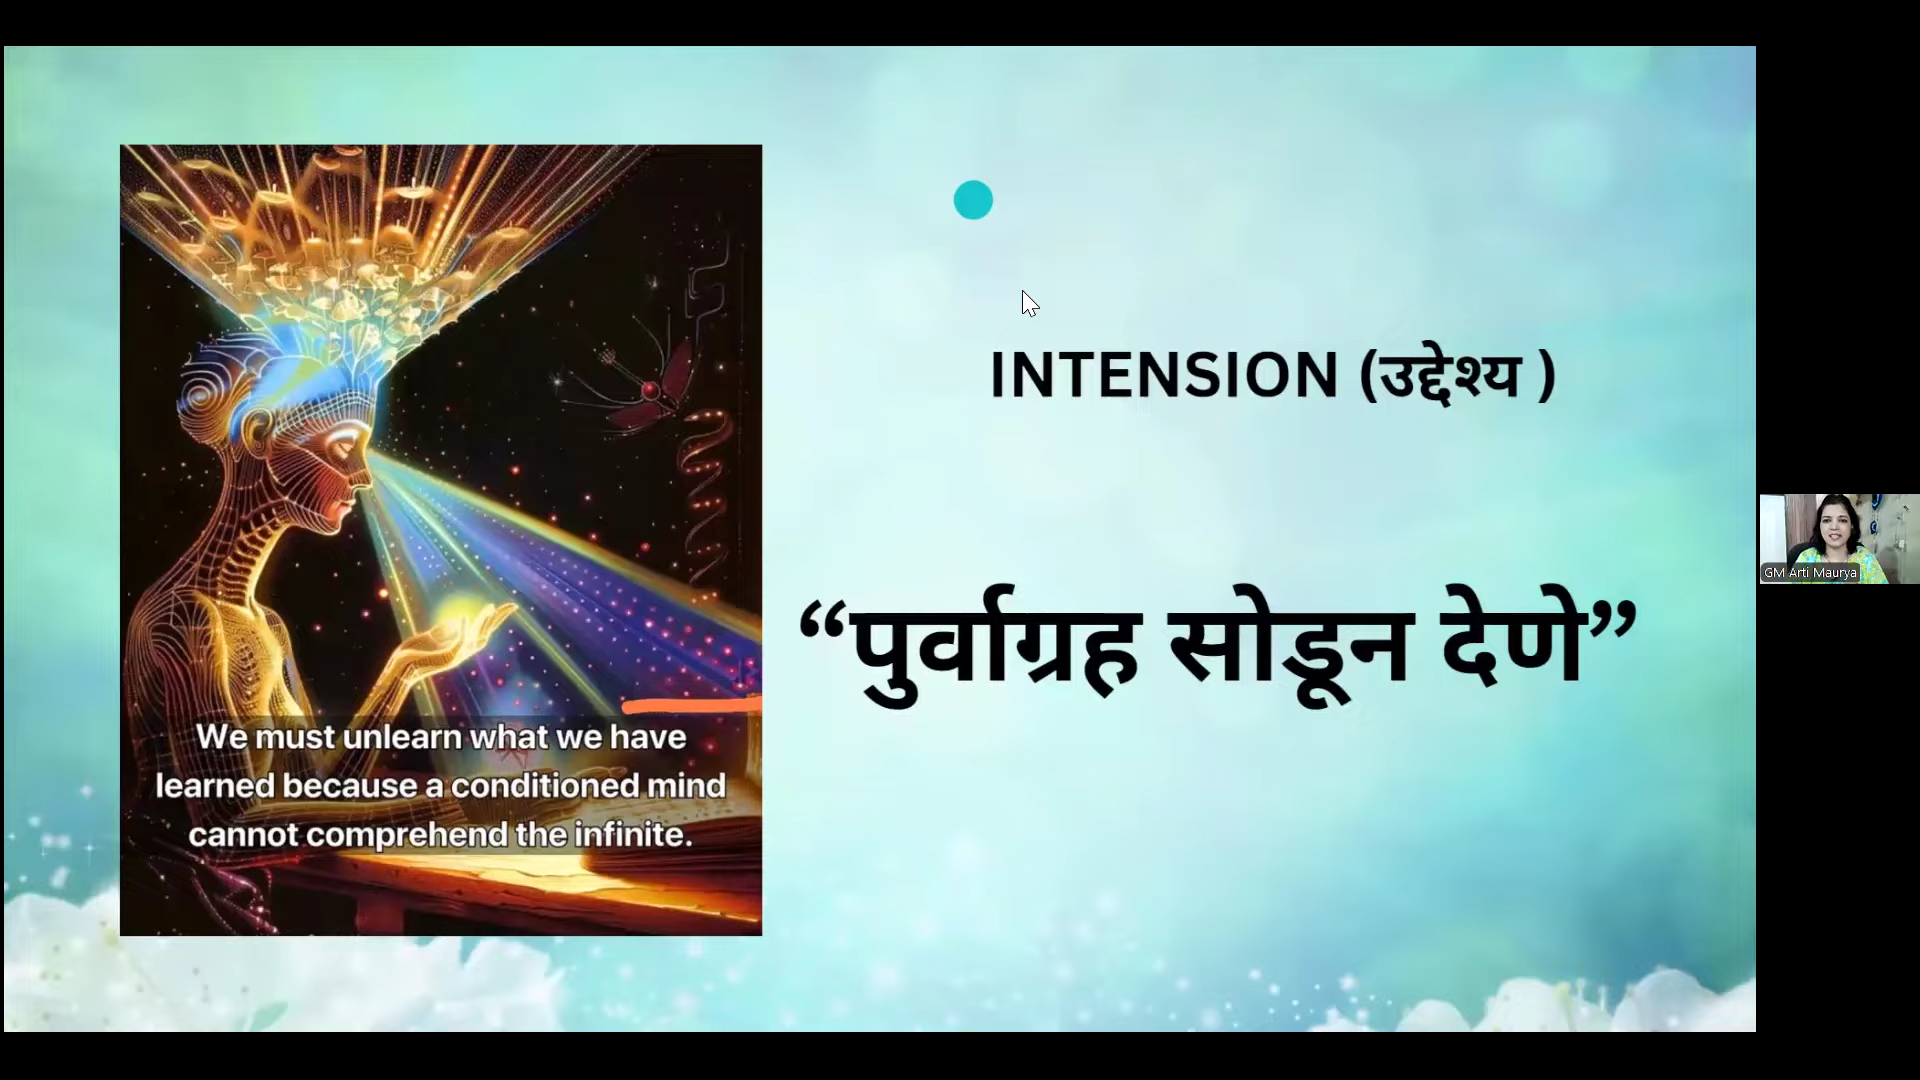 INTENSION (उद्देश्य )
“पुर्वाग्रह सोडून देणे”
We must unlearn what we have
learned because a conditioned mind
cannot comprehend the infinite.
GM Arti Maurya